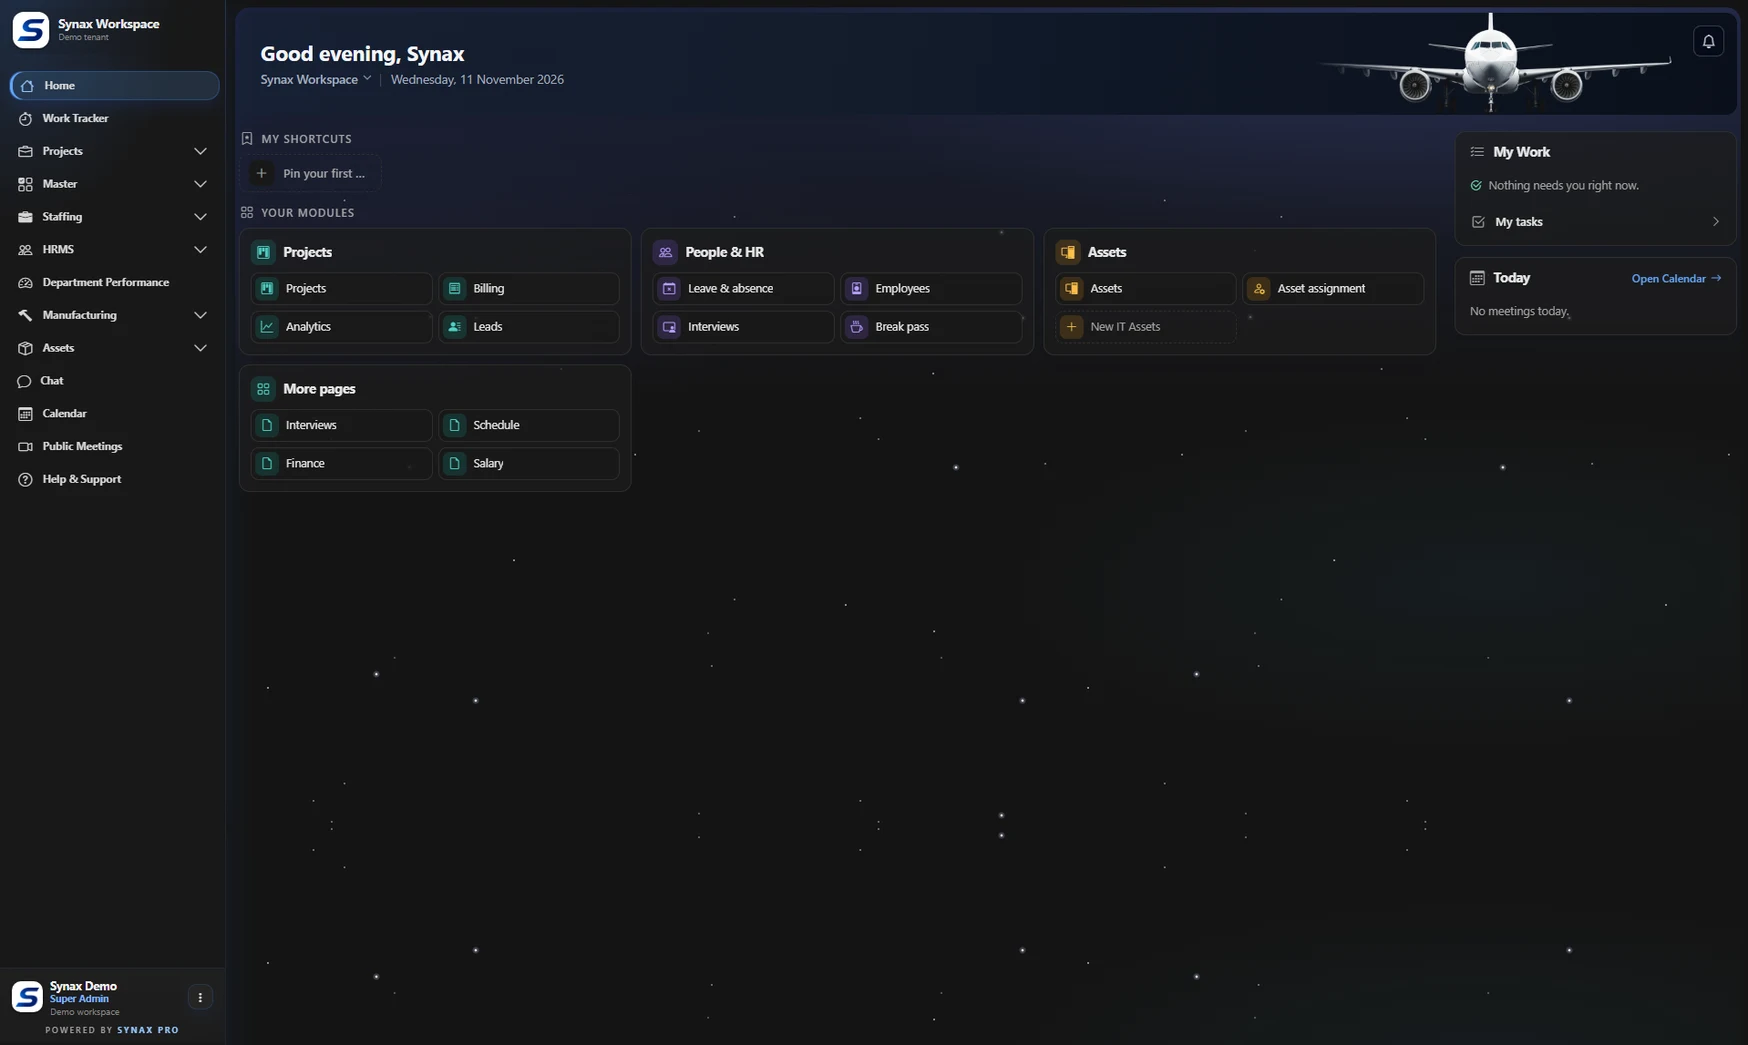 Synax Workspace
Demo tenant
Home
Work Tracker
Projects
Master
Staffing
HRMS
Department Performance
Manufacturing
Assets
Chat
Calendar
Public Meetings
Help & Support
Synax Demo
Super Admin
Demo workspace
POWERED BY SYNAX PRO
Good evening, Synax
Synax Workspace | Wednesday, 11 November 2026
MY SHORTCUTS
Pin your first ...
YOUR MODULES
Projects
Projects
Billing
Analytics
Leads
People & HR
Leave & absence
Employees
Interviews
Break pass
Assets
Assets
Asset assignment
New IT Assets
More pages
Interviews
Schedule
Finance
Salary
My Work
Nothing needs you right now.
My tasks
Today
Open Calendar →
No meetings today.